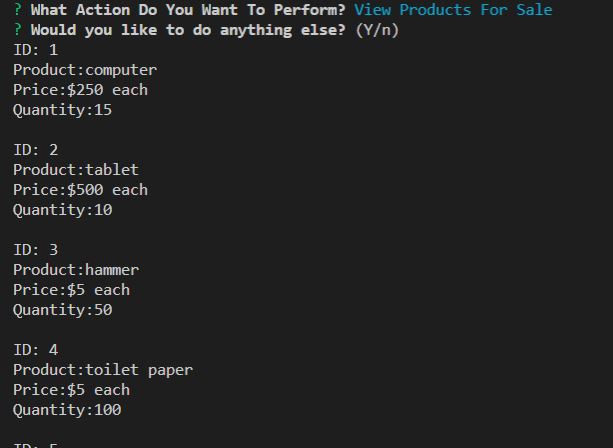 ? What Action Do You Want To Perform? View Products For Sale
? Would you like to do anything else? (Y/n)
ID: 1
Product:computer
Price:$250 each
Quantity:15
ID: 2
Product:tablet
Price:$500 each
Quantity:10
ID: 3
Product:hammer
Price:$5 each
Quantity:50
ID: 4
Product:toilet paper
Price:$5 each
Quantity:100
ID: 5